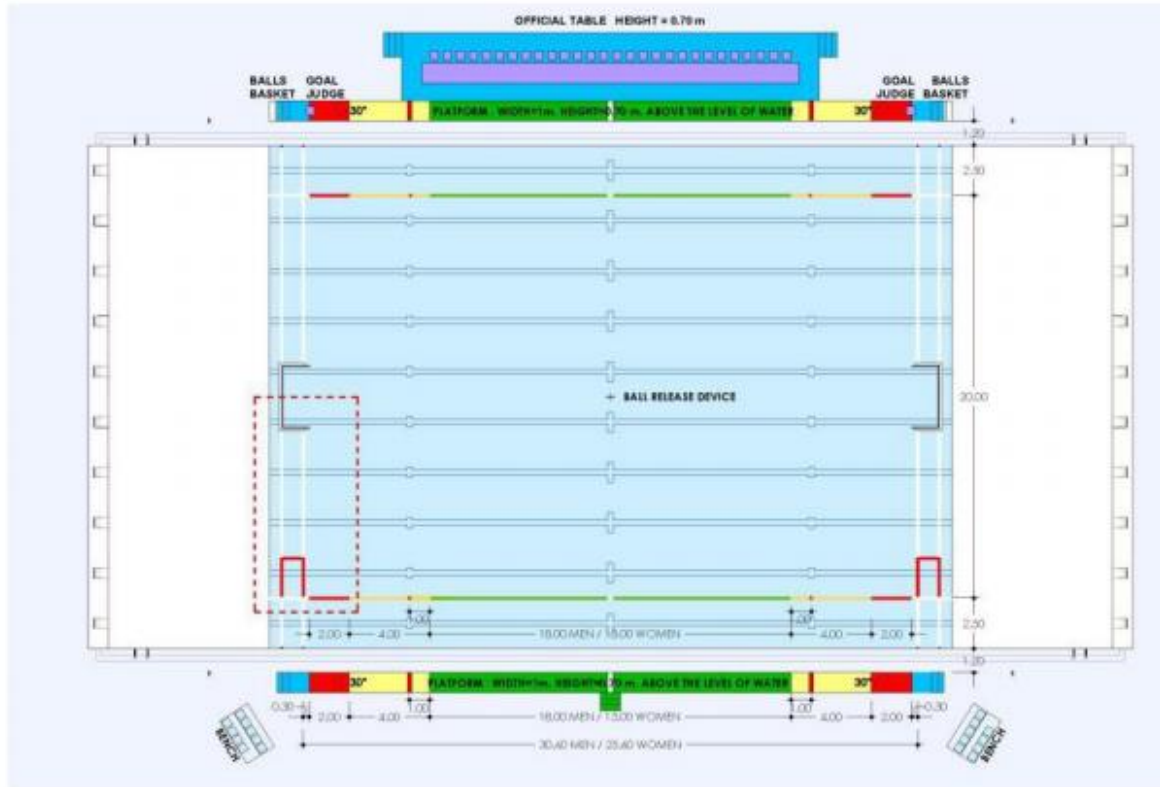 OFFICIAL TABLE HEIGHT = 0.70 m
BALLS GOAL
BASKET JUDGE
GOAL BALLS
JUDGE BASKET
30°
PLATFORM . WIDTH=1m. HEIGHT=0.70 m. ABOVE THE LEVEL OF WATER
30°
1.20
2.50
BALL RELEASE DEVICE
20.00
1.00
1.00
2.00
4.00
18.00 MEN / 13.00 WOMEN
4.00
2.00
2.50
1.20
30°
PLATFORM . WIDTH=1m. HEIGHT=0.70 m. ABOVE THE LEVEL OF WATER
30°
0.30
1.00
1.00
0.30
2.00
4.00
18.00 MEN / 13.00 WOMEN
4.00
2.00
BENCH
BENCH
30.60 MEN / 25.60 WOMEN